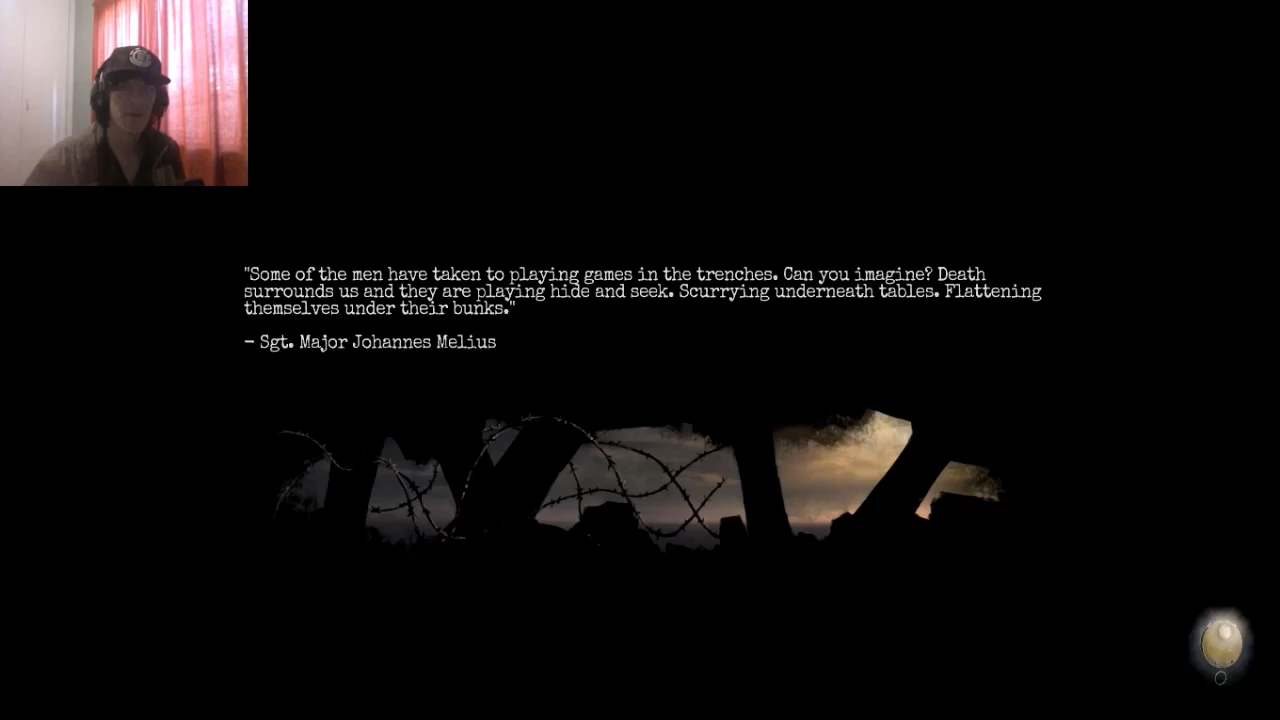 "Some of the men have taken to playing games in the trenches. Can you imagine? Death
surrounds us and they are playing hide and seek. Scurrying underneath tables. Flattening
themselves under their bunks."
- Sgt. Major Johannes Melius